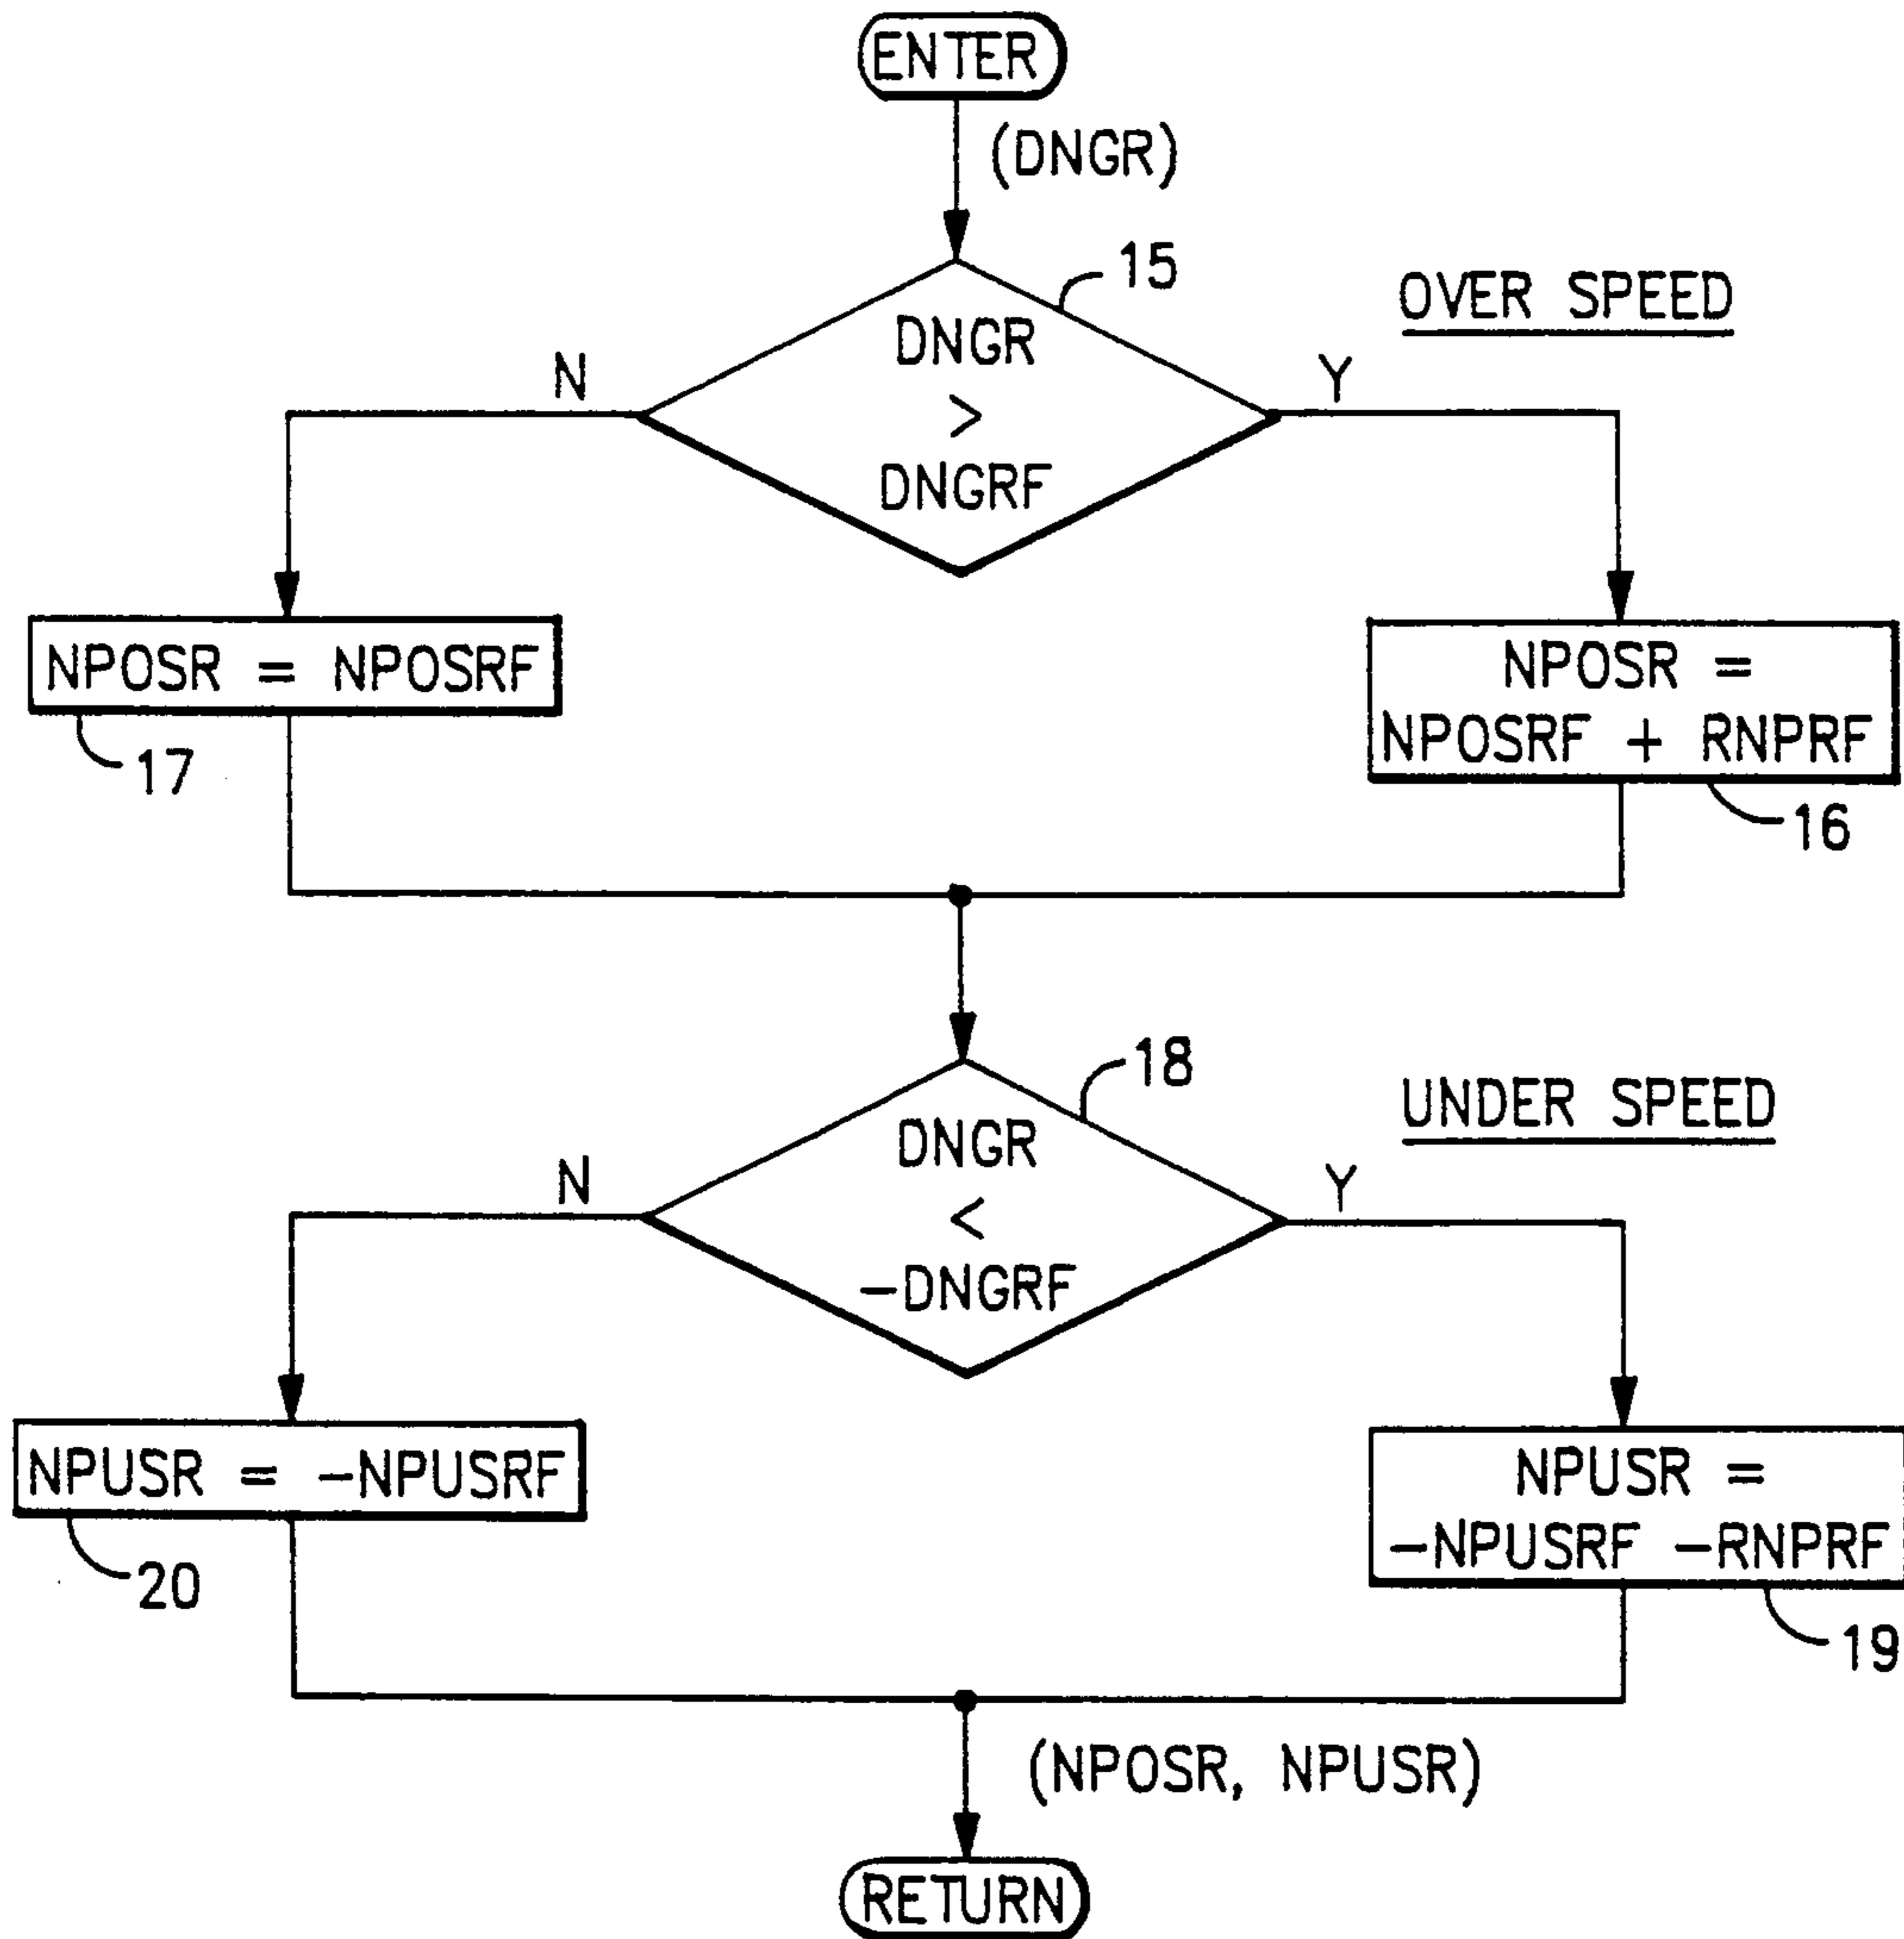 ENTER
(DNGR)
15
OVER SPEED
DNGR
>
DNGRF
N
Y
NPOSR = NPOSRF
17
NPOSR =
NPOSRF + RNPRF
16
18
UNDER SPEED
DNGR
<
-DNGRF
N
Y
NPUSR = -NPUSRF
20
NPUSR =
-NPUSRF -RNPRF
19
(NPOSR, NPUSR)
RETURN